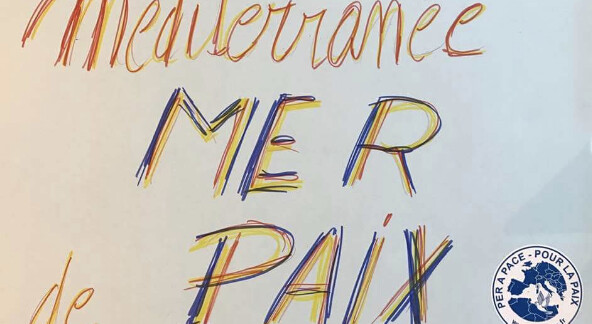 Méditerranée
MER
de PAIX
PER A PACE - POUR LA PAIX